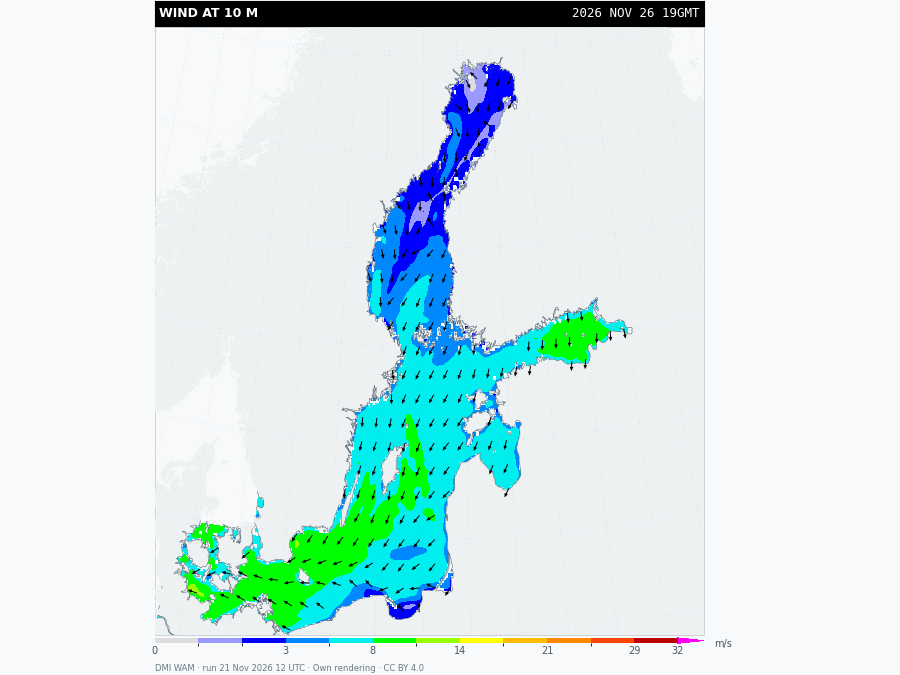 WIND AT 10 M 2026 NOV 26 19GMT
0 3 8 14 21 29 32 m/s
DMI WAM · run 21 Nov 2026 12 UTC · Own rendering · CC BY 4.0